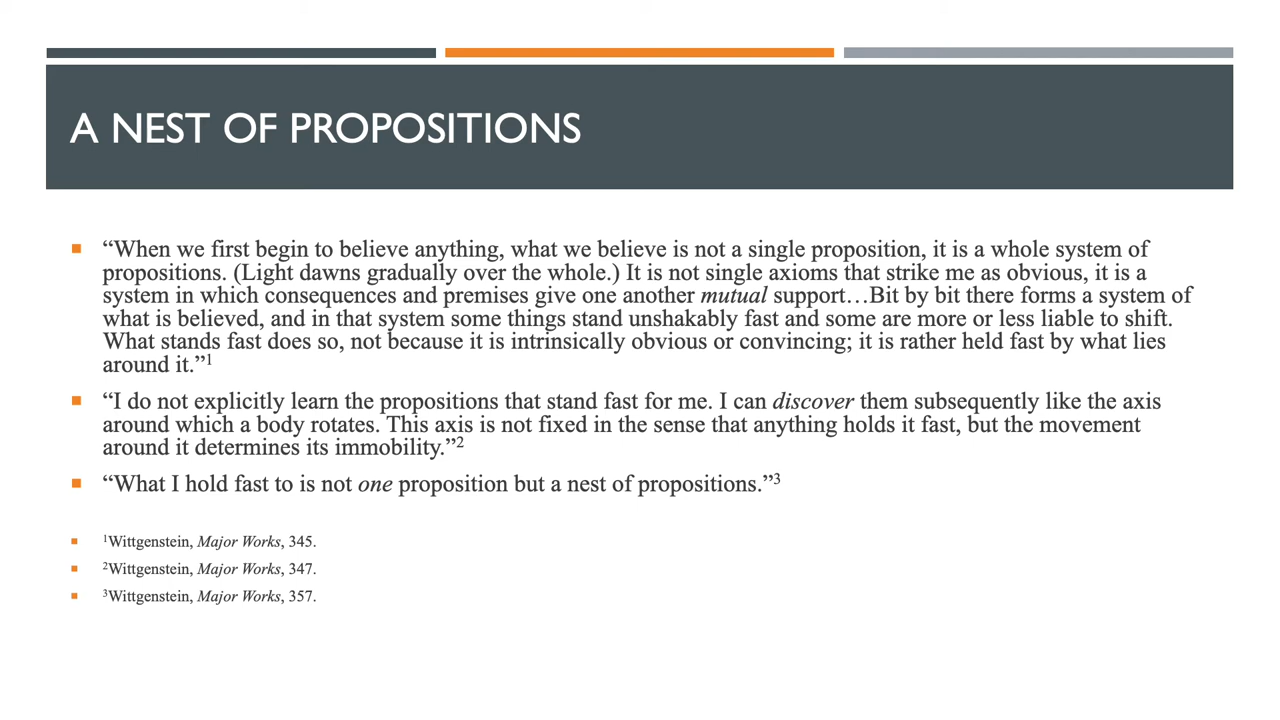 A NEST OF PROPOSITIONS
“When we first begin to believe anything, what we believe is not a single proposition, it is a whole system of
propositions. (Light dawns gradually over the whole.) It is not single axioms that strike me as obvious, it is a
system in which consequences and premises give one another mutual support…Bit by bit there forms a system of
what is believed, and in that system some things stand unshakably fast and some are more or less liable to shift.
What stands fast does so, not because it is intrinsically obvious or convincing; it is rather held fast by what lies
around it.”¹
“I do not explicitly learn the propositions that stand fast for me. I can discover them subsequently like the axis
around which a body rotates. This axis is not fixed in the sense that anything holds it fast, but the movement
around it determines its immobility.”²
“What I hold fast to is not one proposition but a nest of propositions.”³
¹Wittgenstein, Major Works, 345.
²Wittgenstein, Major Works, 347.
³Wittgenstein, Major Works, 357.